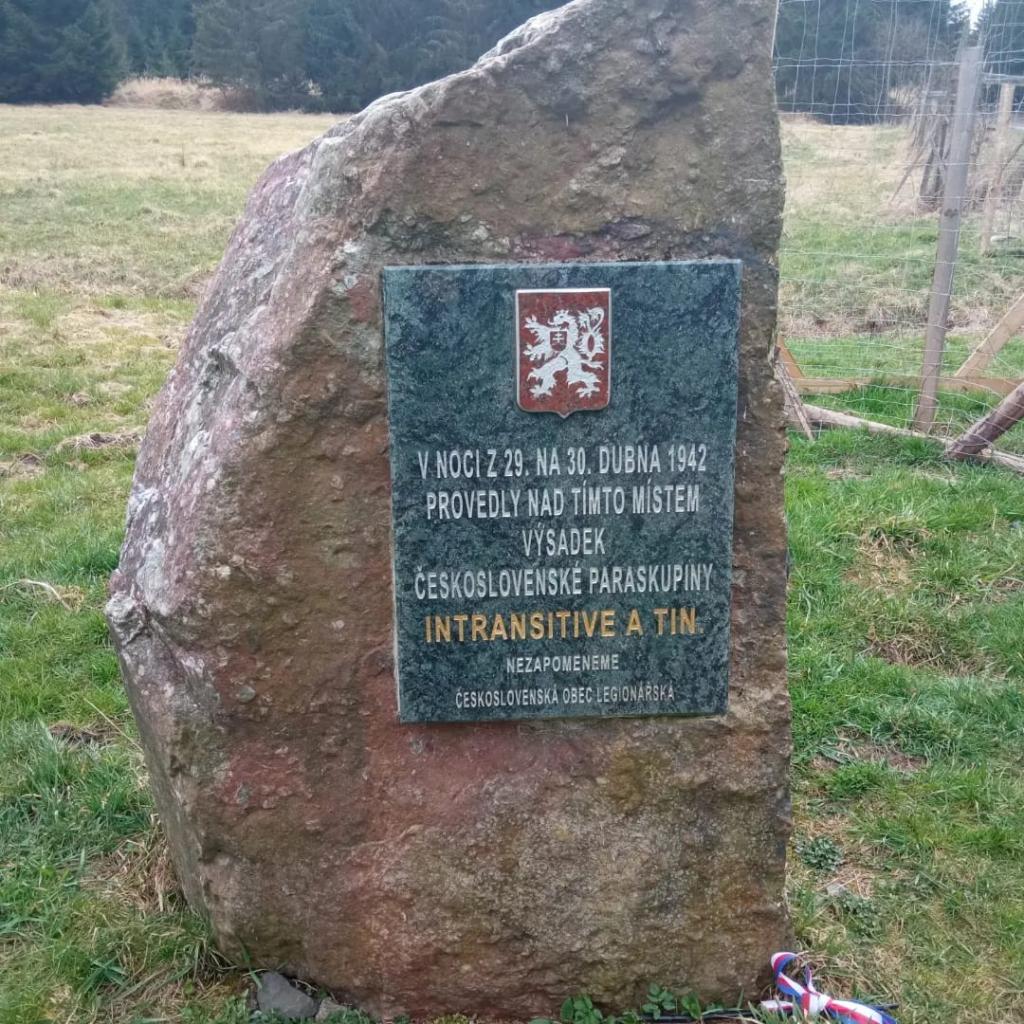 V NOCI Z 29. NA 30. DUBNA 1942
PROVEDLY NAD TÍMTO MÍSTEM
VÝSADEK
ČESKOSLOVENSKÉ PARASKUPINY
INTRANSITIVE A TIN.
NEZAPOMENEME
ČESKOSLOVENSKÁ OBEC LEGIONÁŘSKÁ